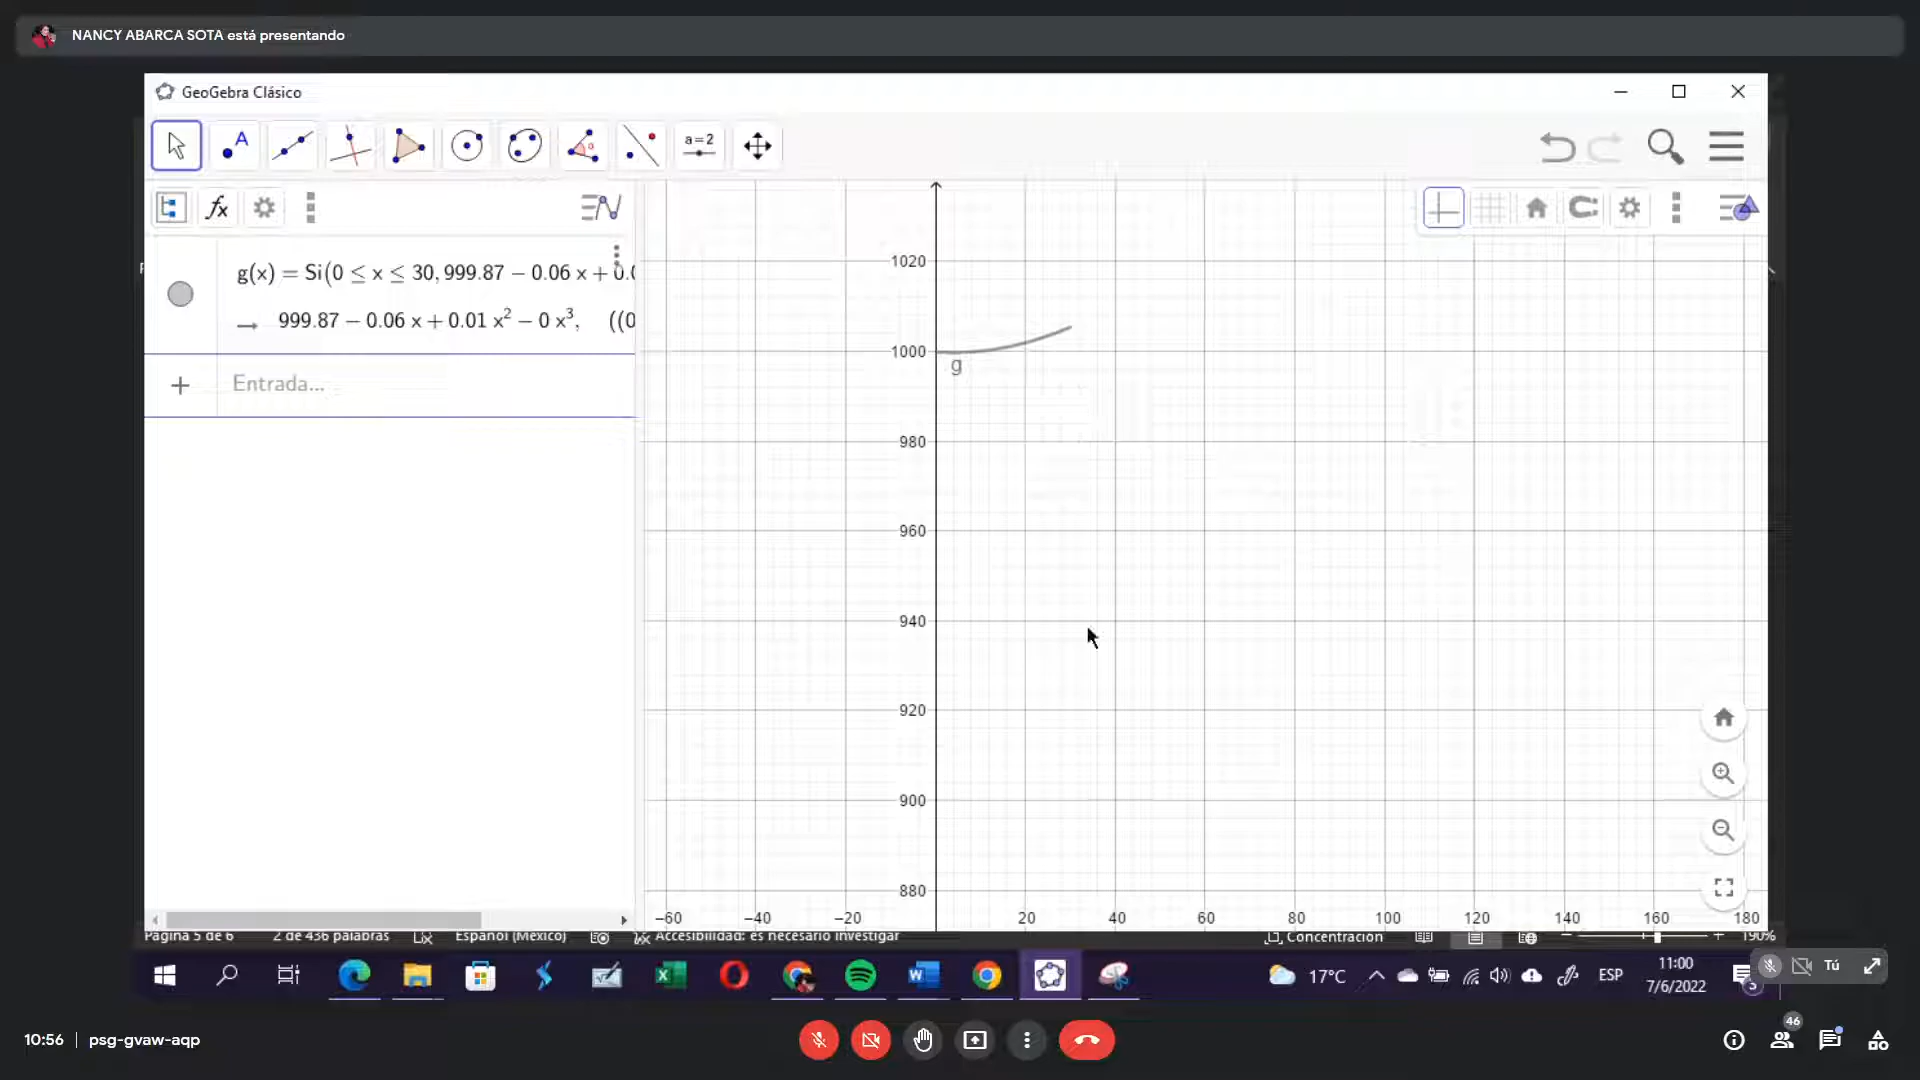 NANCY ABARCA SOTA está presentando
GeoGebra Clásico
A
a=2
fx
g(x) = Si(0 ≤ x ≤ 30, 999.87 − 0.06 x + 0.0
→ 999.87 − 0.06 x + 0.01 x² − 0 x³, ((0
+ Entrada...
1020
1000
g
980
960
940
920
900
880
−60 −40 −20 20 40 60 80 100 120 140 160 180
Página 5 de 6 2 de 436 palabras Español (México) Accesibilidad: es necesario investigar Concentración − + 190%
17°C ESP 11:00
7/6/2022
Tú
10:56 | psg-gvaw-aqp
46